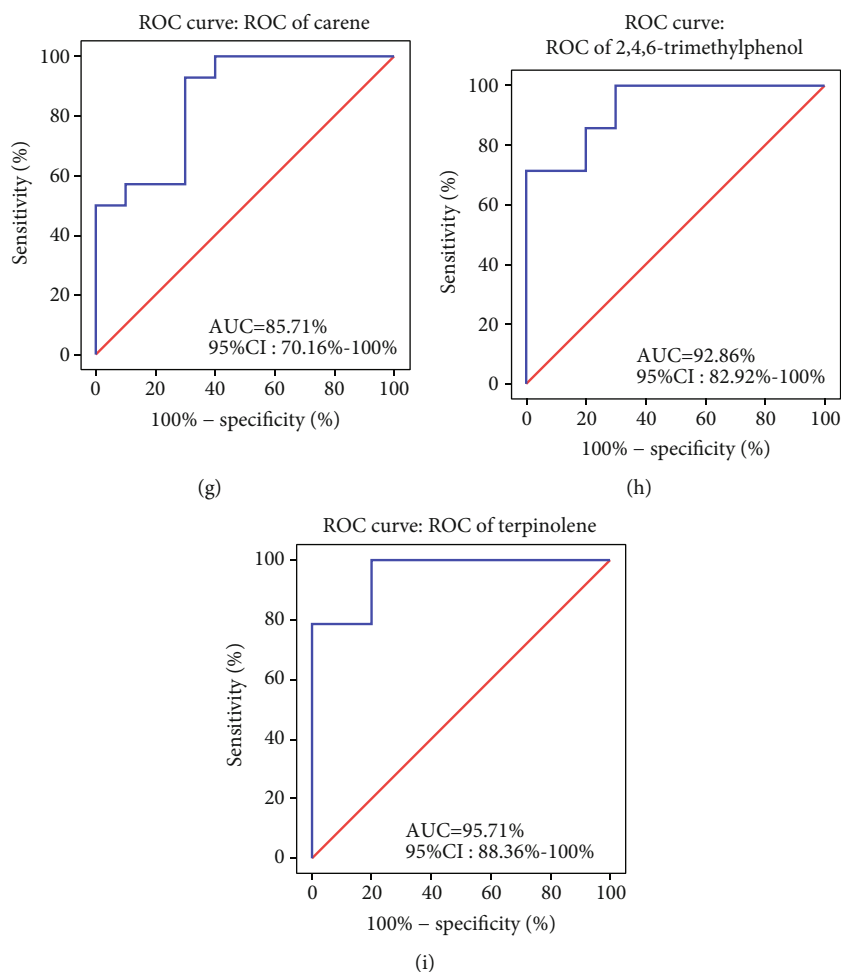 ROC curve: ROC of carene
100
80
60
40
20
0
Sensitivity (%)
AUC=85.71%
95%CI : 70.16%-100%
0 20 40 60 80 100
100% − specificity (%)
(g)
ROC curve:
ROC of 2,4,6-trimethylphenol
100
80
60
40
20
0
Sensitivity (%)
AUC=92.86%
95%CI : 82.92%-100%
0 20 40 60 80 100
100% − specificity (%)
(h)
ROC curve: ROC of terpinolene
100
80
60
40
20
0
Sensitivity (%)
AUC=95.71%
95%CI : 88.36%-100%
0 20 40 60 80 100
100% − specificity (%)
(i)